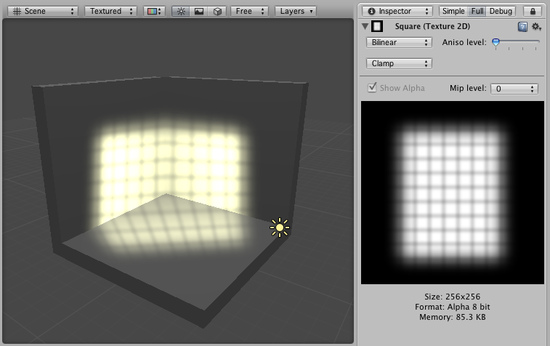 Scene
Textured
Free
Layers
Inspector
Simple Full Debug
Square (Texture 2D)
Bilinear
Aniso level:
Clamp
Show Alpha
Mip level:
0
Size: 256x256
Format: Alpha 8 bit
Memory: 85.3 KB